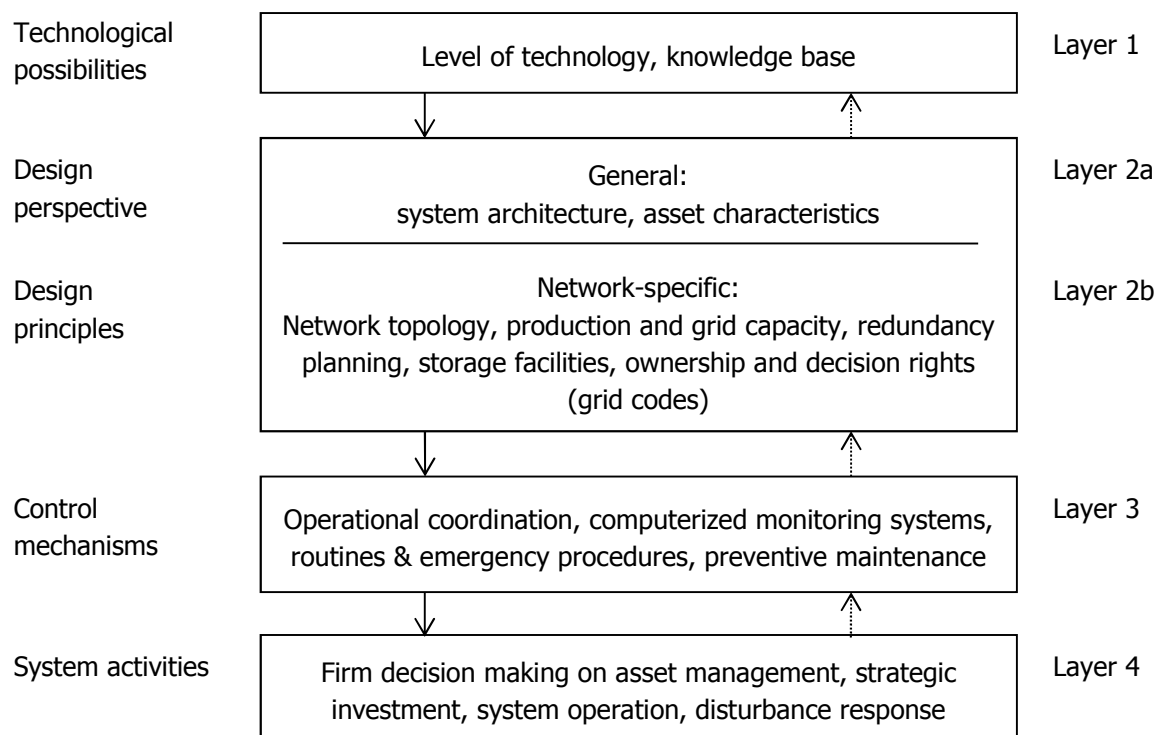 Technological
possibilities
Level of technology, knowledge base
Layer 1
Design
perspective
General:
system architecture, asset characteristics
Layer 2a
Design
principles
Network-specific:
Network topology, production and grid capacity, redundancy
planning, storage facilities, ownership and decision rights
(grid codes)
Layer 2b
Control
mechanisms
Operational coordination, computerized monitoring systems,
routines & emergency procedures, preventive maintenance
Layer 3
System activities
Firm decision making on asset management, strategic
investment, system operation, disturbance response
Layer 4